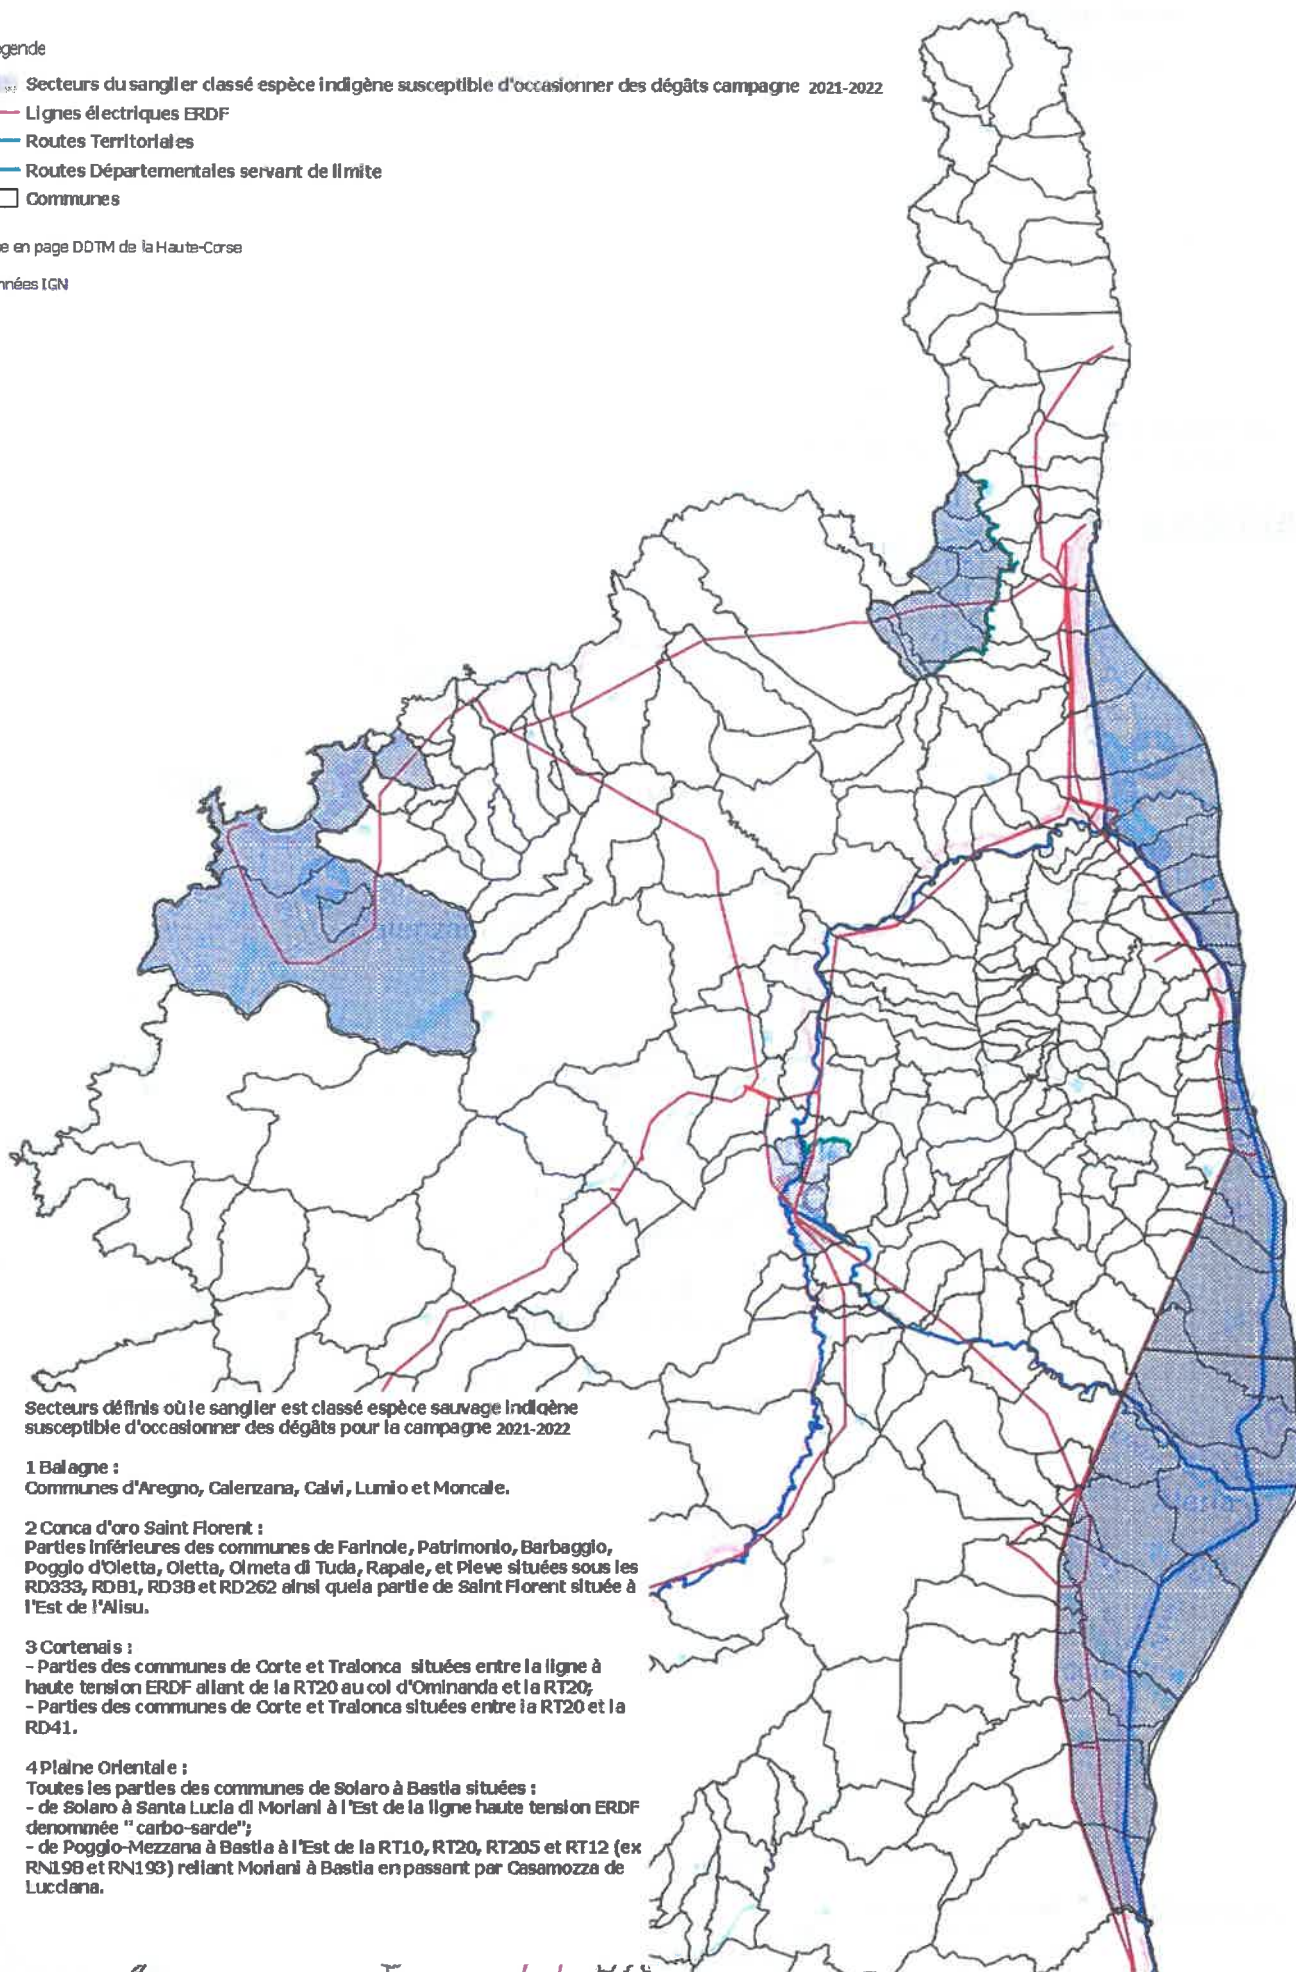 gende
Secteurs du sanglier classé espèce indigène susceptible d'occasionner des dégâts campagne 2021-2022
Lignes électriques ERDF
Routes Territoriales
Routes Départementales servant de limite
Communes
e en page DDTM de la Haute-Corse
nnées IGN
Secteurs définis où le sanglier est classé espèce sauvage indigène
susceptible d'occasionner des dégâts pour la campagne 2021-2022
1 Balagne :
Communes d'Aregno, Calenzana, Calvi, Lumio et Moncale.
2 Conca d'oro Saint Florent :
Parties inférieures des communes de Farinole, Patrimonio, Barbaggio,
Poggio d'Oletta, Oletta, Olmeta di Tuda, Rapale, et Pieve situées sous les
RD333, RD81, RD38 et RD262 ainsi quela partie de Saint Florent située à
l'Est de l'Alisu.
3 Cortenais :
- Parties des communes de Corte et Tralonca situées entre la ligne à
haute tension ERDF allant de la RT20 au col d'Ominanda et la RT20;
- Parties des communes de Corte et Tralonca situées entre la RT20 et la
RD41.
4 Plaine Orientale :
Toutes les parties des communes de Solaro à Bastia situées :
- de Solaro à Santa Lucia di Moriani à l'Est de la ligne haute tension ERDF
denommée " carbo-sarde";
- de Poggio-Mezzana à Bastia à l'Est de la RT10, RT20, RT205 et RT12 (ex
RN198 et RN193) reliant Moriani à Bastia en passant par Casamozza de
Lucciana.